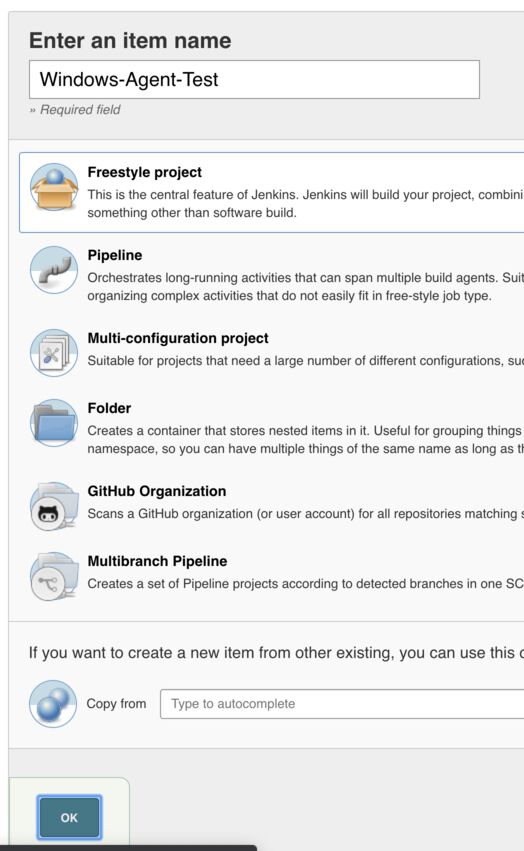 Enter an item name
Windows-Agent-Test
» Required field
Freestyle project
This is the central feature of Jenkins. Jenkins will build your project, combini
something other than software build.
Pipeline
Orchestrates long-running activities that can span multiple build agents. Suit
organizing complex activities that do not easily fit in free-style job type.
Multi-configuration project
Suitable for projects that need a large number of different configurations, suc
Folder
Creates a container that stores nested items in it. Useful for grouping things
namespace, so you can have multiple things of the same name as long as th
GitHub Organization
Scans a GitHub organization (or user account) for all repositories matching s
Multibranch Pipeline
Creates a set of Pipeline projects according to detected branches in one SC
If you want to create a new item from other existing, you can use this o
Copy from
Type to autocomplete
OK